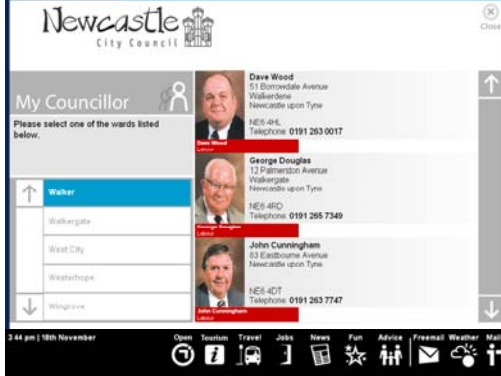 Newcastle
City Council
Close
My Councillor
Please select one of the wards listed
below.
Walker
Walkergate
West City
Westerhope
Wingrove
Dave Wood
51 Borrowdale Avenue
Walkerdene
Newcastle upon Tyne
NE6 4HL
Telephone: 0191 263 0017
Dave Wood
Labour
George Douglas
12 Palmerston Avenue
Walkergate
Newcastle upon Tyne
NE6 4RD
Telephone: 0191 265 7349
George Douglas
Labour
John Cunningham
83 Eastbourne Avenue
Newcastle upon Tyne
NE6 4DT
Telephone: 0191 263 7747
John Cunningham
Labour
3:44 pm | 18th November
Open Tourism Travel Jobs News Fun Advice Freemail Weather Mail